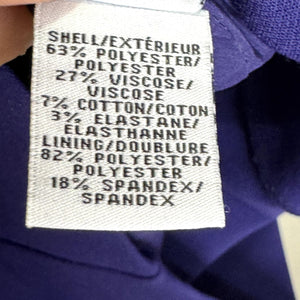 SHELL/EXTÉRIEUR
63% POLYESTER/
POLYESTER
27% VISCOSE/
VISCOSE
7% COTTON/COTON
3% ELASTANE/
ELASTHANNE
LINING/DOUBLURE
82% POLYESTER/
POLYESTER
18% SPANDEX/
SPANDEX